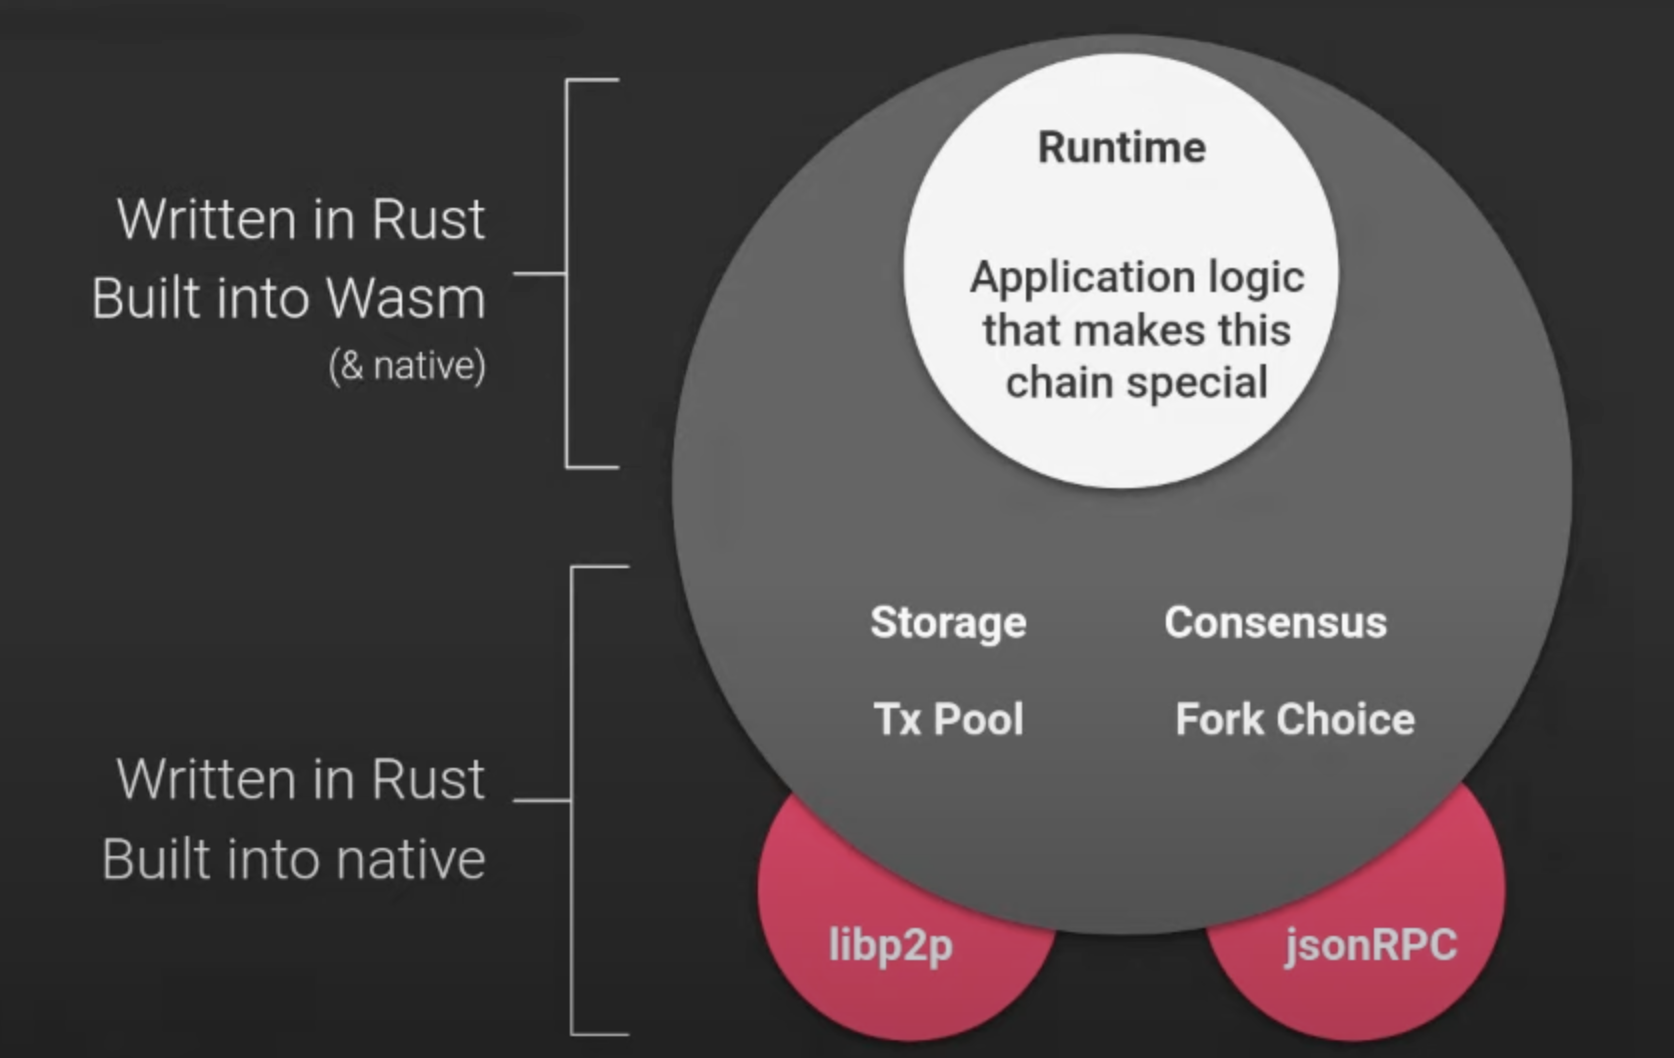 Written in Rust
Built into Wasm
(& native)
Runtime
Application logic
that makes this
chain special
Storage
Consensus
Tx Pool
Fork Choice
Written in Rust
Built into native
libp2p
jsonRPC